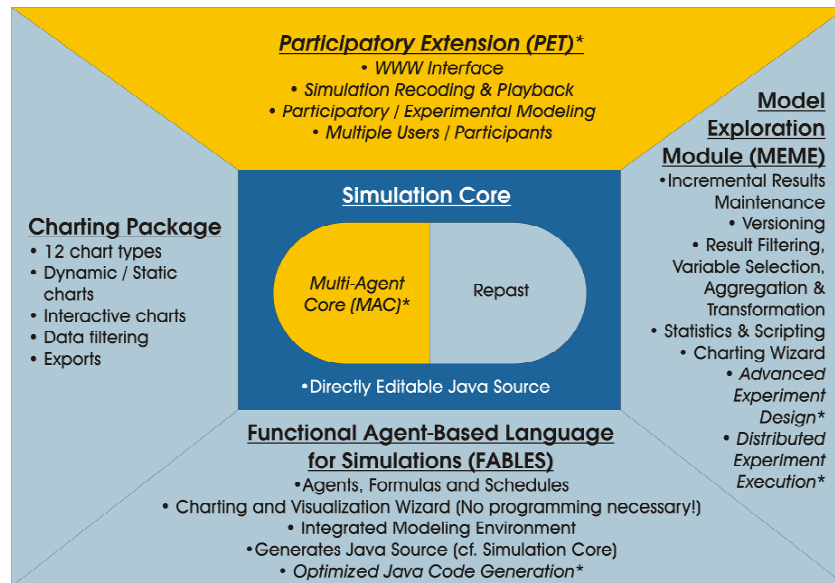 Participatory Extension (PET)*
• WWW Interface
• Simulation Recoding & Playback
• Participatory / Experimental Modeling
• Multiple Users / Participants
Charting Package
• 12 chart types
• Dynamic / Static
charts
• Interactive charts
• Data filtering
• Exports
Simulation Core
Multi-Agent
Core (MAC)*
Repast
•Directly Editable Java Source
Model
Exploration
Module (MEME)
•Incremental Results
Maintenance
• Versioning
• Result Filtering,
Variable Selection,
Aggregation &
Transformation
• Statistics & Scripting
• Charting Wizard
• Advanced
Experiment
Design*
• Distributed
Experiment
Execution*
Functional Agent-Based Language
for Simulations (FABLES)
•Agents, Formulas and Schedules
• Charting and Visualization Wizard (No programming necessary!)
• Integrated Modeling Environment
•Generates Java Source (cf. Simulation Core)
• Optimized Java Code Generation*